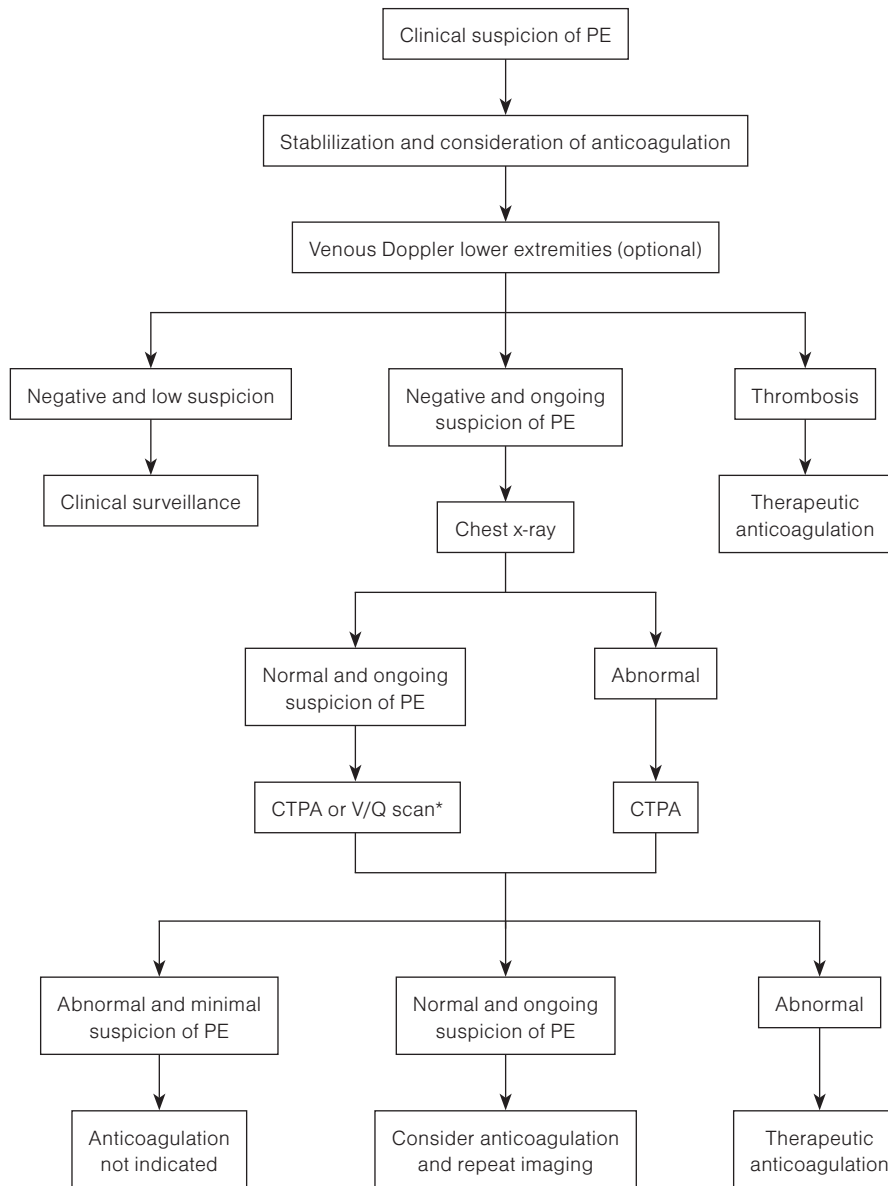 Clinical suspicion of PE
Stablilization and consideration of anticoagulation
Venous Doppler lower extremities (optional)
Negative and low suspicion
Negative and ongoing
suspicion of PE
Thrombosis
Clinical surveillance
Chest x-ray
Therapeutic
anticoagulation
Normal and ongoing
suspicion of PE
Abnormal
CTPA or V/Q scan*
CTPA
Abnormal and minimal
suspicion of PE
Normal and ongoing
suspicion of PE
Abnormal
Anticoagulation
not indicated
Consider anticoagulation
and repeat imaging
Therapeutic
anticoagulation